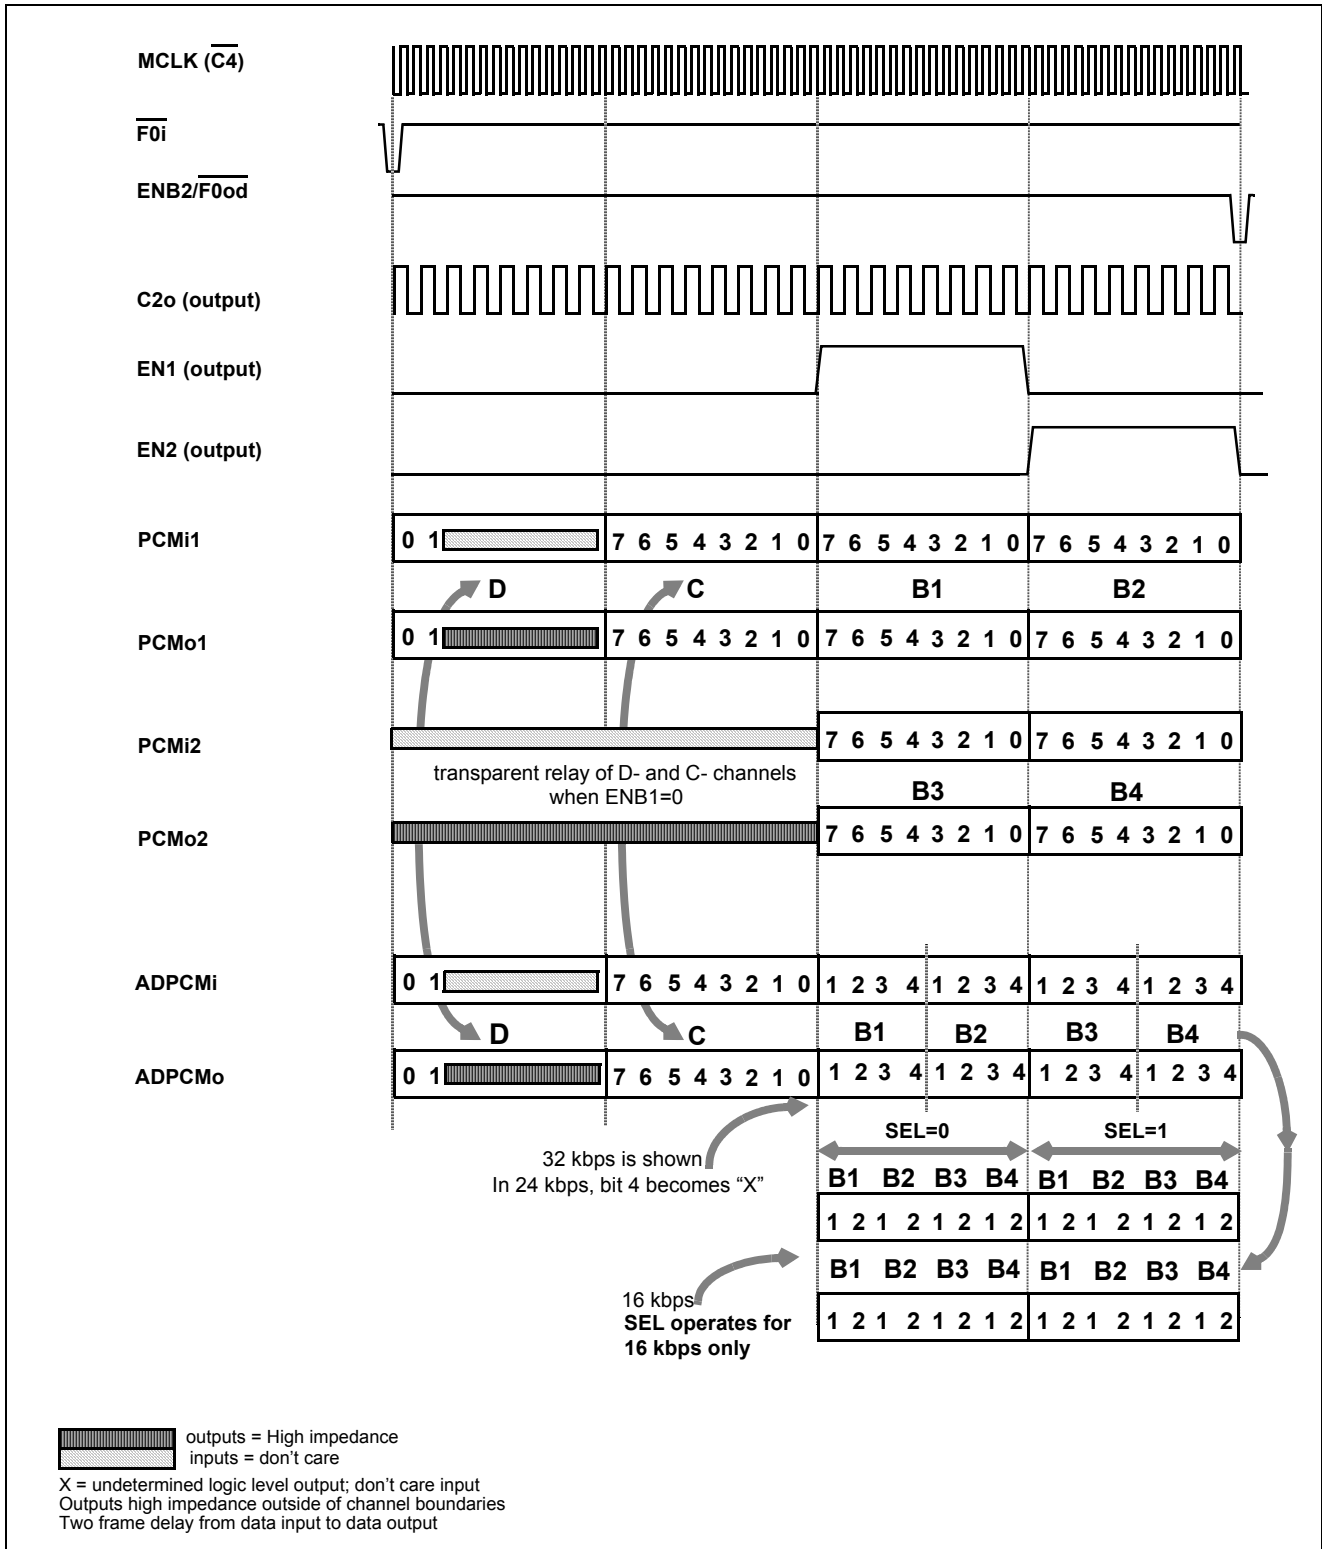 MCLK (C4)
F0i
ENB2/F0od
C2o (output)
EN1 (output)
EN2 (output)
PCMi1
0 1 7 6 5 4 3 2 1 0 7 6 5 4 3 2 1 0 7 6 5 4 3 2 1 0
D C B1 B2
PCMo1
0 1 7 6 5 4 3 2 1 0 7 6 5 4 3 2 1 0 7 6 5 4 3 2 1 0
PCMi2
7 6 5 4 3 2 1 0 7 6 5 4 3 2 1 0
transparent relay of D- and C- channels
when ENB1=0
B3 B4
PCMo2
7 6 5 4 3 2 1 0 7 6 5 4 3 2 1 0
ADPCMi
0 1 7 6 5 4 3 2 1 0 1 2 3 4 1 2 3 4 1 2 3 4 1 2 3 4
D C B1 B2 B3 B4
ADPCMo
0 1 7 6 5 4 3 2 1 0 1 2 3 4 1 2 3 4 1 2 3 4 1 2 3 4
SEL=0 SEL=1
32 kbps is shown
In 24 kbps, bit 4 becomes “X”
B1 B2 B3 B4 B1 B2 B3 B4
1 2 1 2 1 2 1 2 1 2 1 2 1 2 1 2
B1 B2 B3 B4 B1 B2 B3 B4
16 kbps
SEL operates for
16 kbps only
1 2 1 2 1 2 1 2 1 2 1 2 1 2 1 2
outputs = High impedance
inputs = don’t care
X = undetermined logic level output; don’t care input
Outputs high impedance outside of channel boundaries
Two frame delay from data input to data output